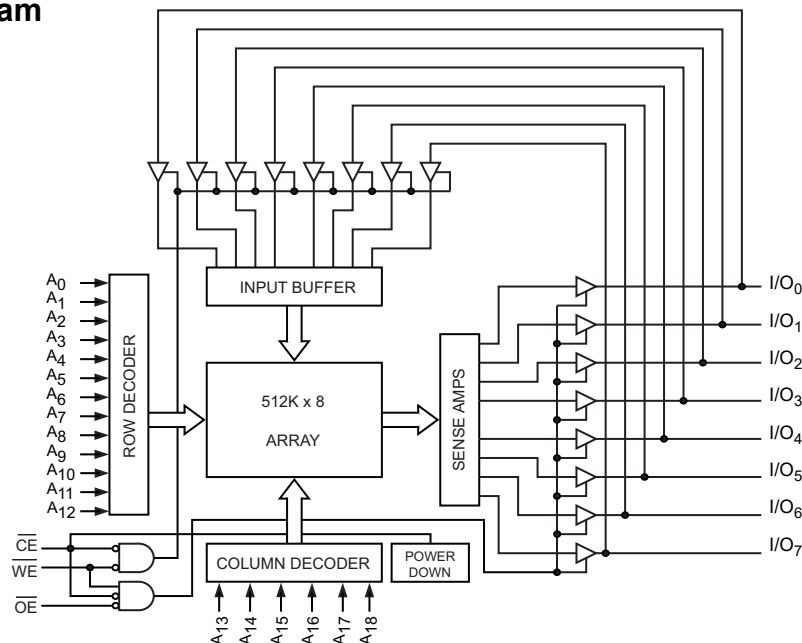 am
INPUT BUFFER
A0
A1
A2
A3
A4
A5
A6
A7
A8
A9
A10
A11
A12
ROW DECODER
512K x 8
ARRAY
SENSE AMPS
I/O0
I/O1
I/O2
I/O3
I/O4
I/O5
I/O6
I/O7
CE
WE
OE
COLUMN DECODER
POWER
DOWN
A13
A14
A15
A16
A17
A18